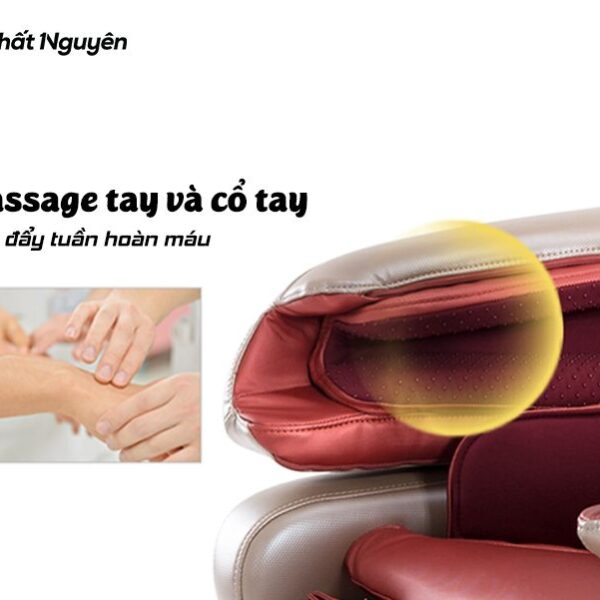 hất Nguyên
assage tay và cổ tay
đẩy tuần hoàn máu